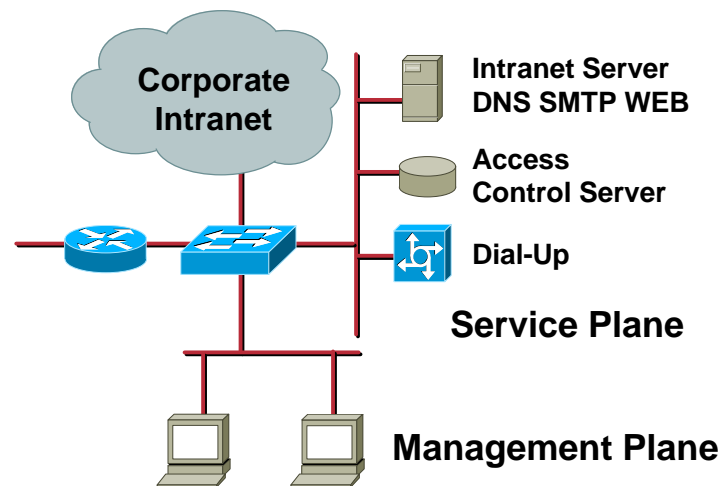 Corporate
Intranet
Intranet Server
DNS SMTP WEB
Access
Control Server
Dial-Up
Service Plane
Management Plane